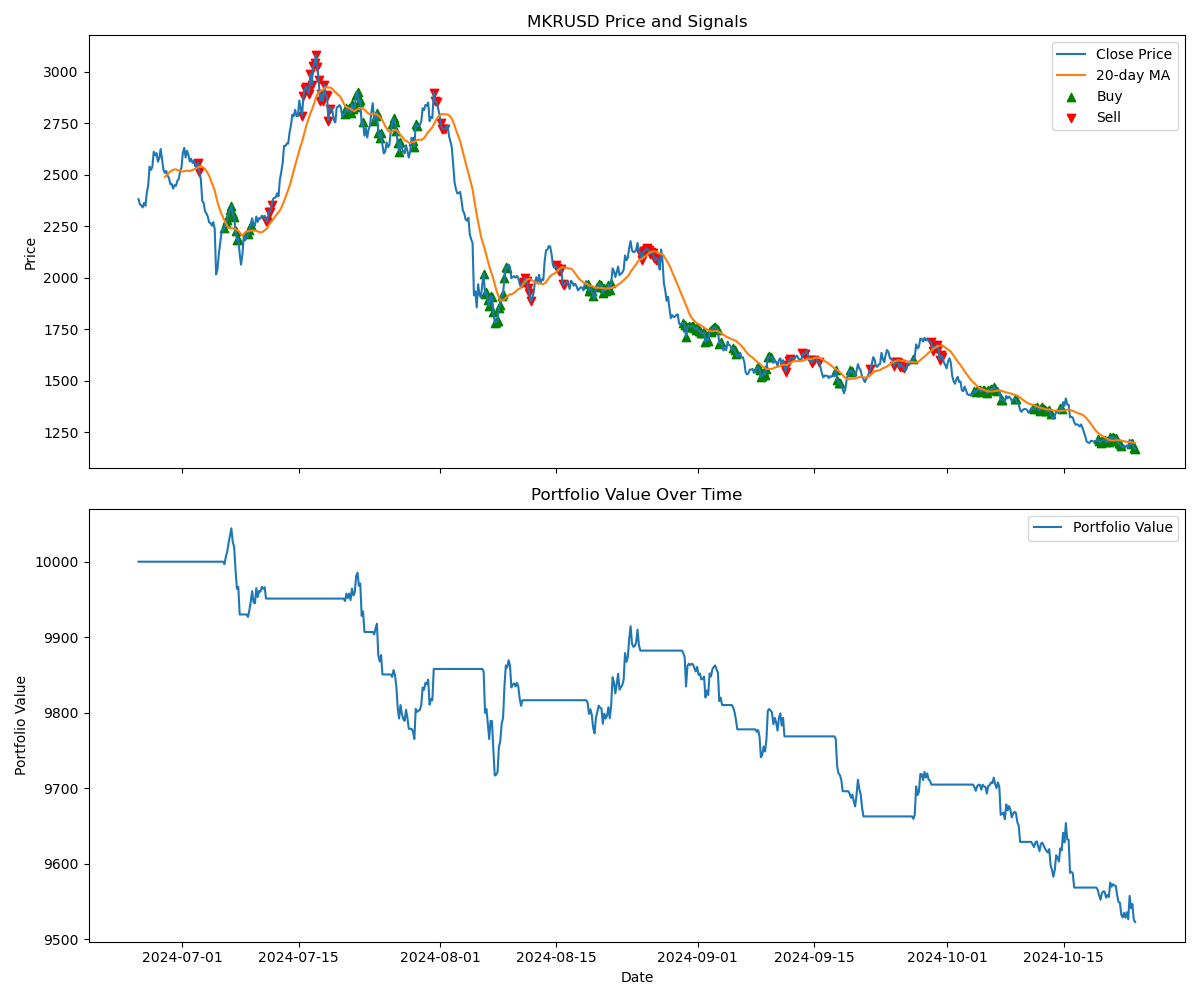 MKRUSD Price and Signals
3000
2750
2500
2250
2000
1750
1500
1250
Price
Close Price
20-day MA
Buy
Sell
Portfolio Value Over Time
10000
9900
9800
9700
9600
9500
Portfolio Value
Portfolio Value
2024-07-01
2024-07-15
2024-08-01
2024-08-15
2024-09-01
2024-09-15
2024-10-01
2024-10-15
Date